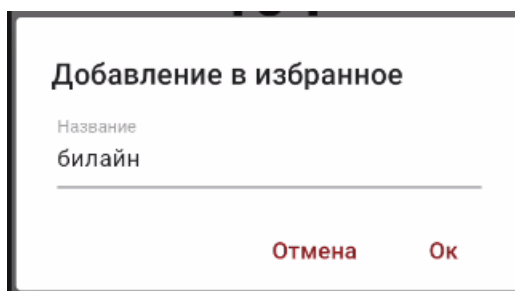 Добавление в избранное
Название
билайн
Отмена Ок